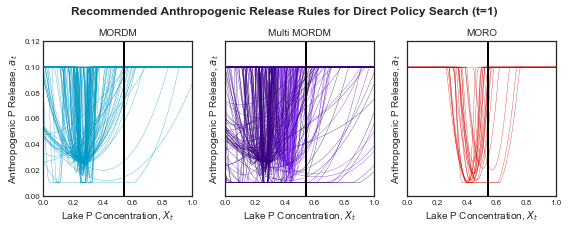 Recommended Anthropogenic Release Rules for Direct Policy Search (t=1)
MORDM
Multi MORDM
MORO
Anthropogenic P Release, a_t
0.12
0.10
0.08
0.06
0.04
0.02
0.00
0.0 0.2 0.4 0.6 0.8 1.0
Lake P Concentration, X_t
Anthropogenic P Release, a_t
0.0 0.2 0.4 0.6 0.8 1.0
Lake P Concentration, X_t
Anthropogenic P Release, a_t
0.0 0.2 0.4 0.6 0.8 1.0
Lake P Concentration, X_t